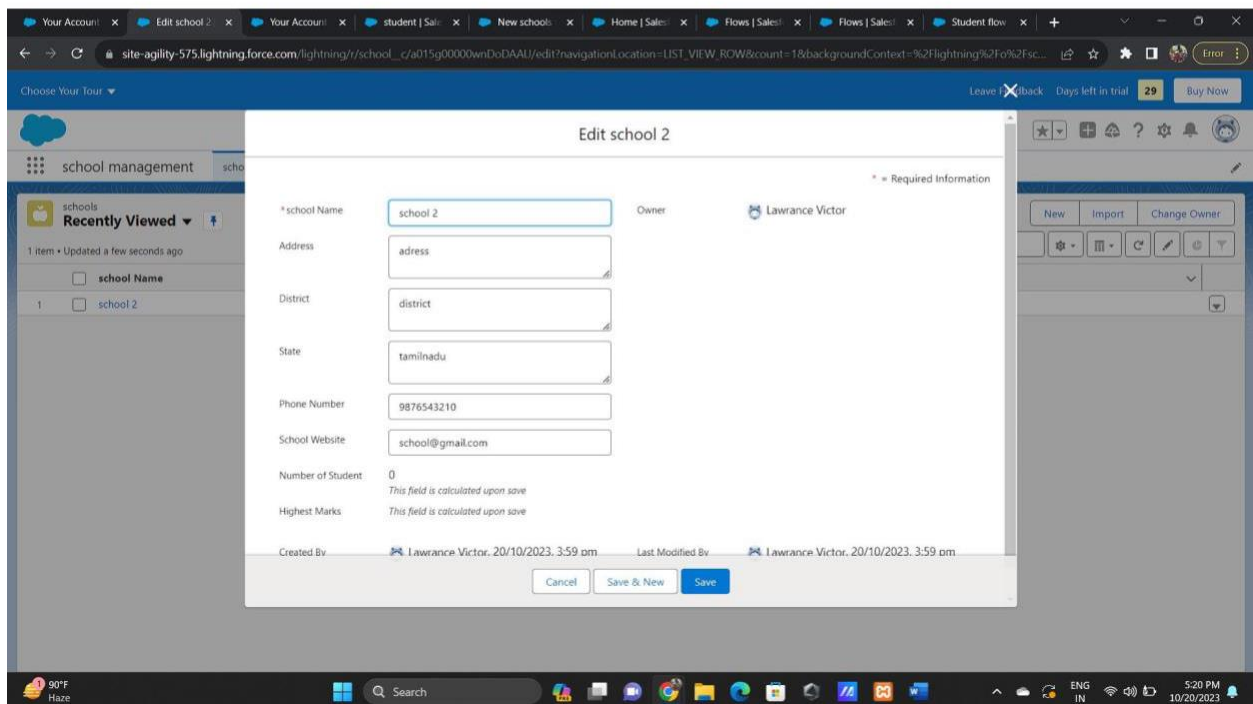 Your Account
Edit school 2
Your Account
student | Sale
New schools
Home | Sales
Flows | Sales
Flows | Sales
Student flow
site-agility-575.lightning.force.com/lightning/r/school__c/a015g00000wnDoDAAU/edit?navigationLocation=LIST_VIEW_ROW&count=1&backgroundContext=%2Flightning%2Fo%2Fsc...
Error
Choose Your Tour
Leave Feedback Days left in trial 29 Buy Now
Edit school 2
school management
scho
* = Required Information
schools
Recently Viewed
New Import Change Owner
1 item • Updated a few seconds ago
school Name
1 school 2
*school Name school 2 Owner Lawrance Victor
Address adress
District district
State tamilnadu
Phone Number 9876543210
School Website school@gmail.com
Number of Student 0
This field is calculated upon save
Highest Marks This field is calculated upon save
Created By Lawrance Victor, 20/10/2023, 3:59 pm Last Modified By Lawrance Victor, 20/10/2023, 3:59 pm
Cancel Save & New Save
1 90°F
Haze
Search
ENG
IN
5:20 PM
10/20/2023